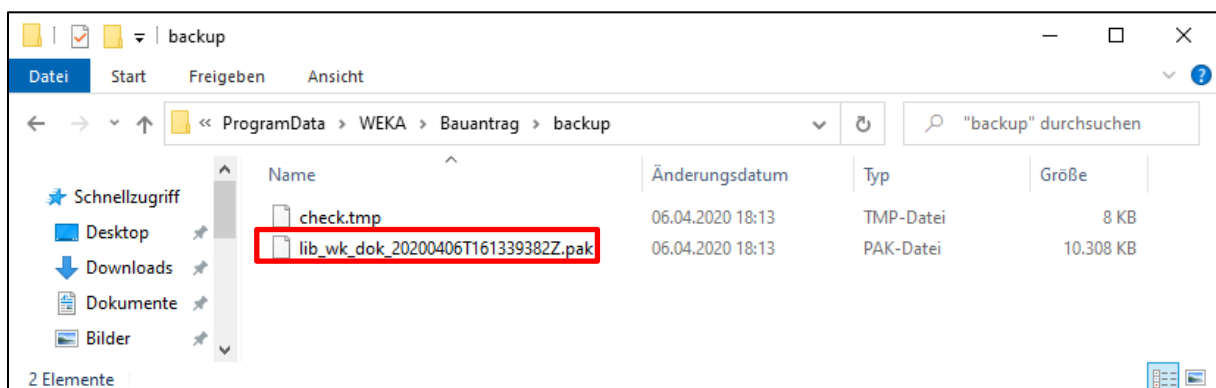 backup
Datei Start Freigeben Ansicht
« ProgramData > WEKA > Bauantrag > backup "backup" durchsuchen
Name Änderungsdatum Typ Größe
Schnellzugriff
check.tmp 06.04.2020 18:13 TMP-Datei 8 KB
Desktop
lib_wk_dok_20200406T161339382Z.pak 06.04.2020 18:13 PAK-Datei 10.308 KB
Downloads
Dokumente
Bilder
2 Elemente